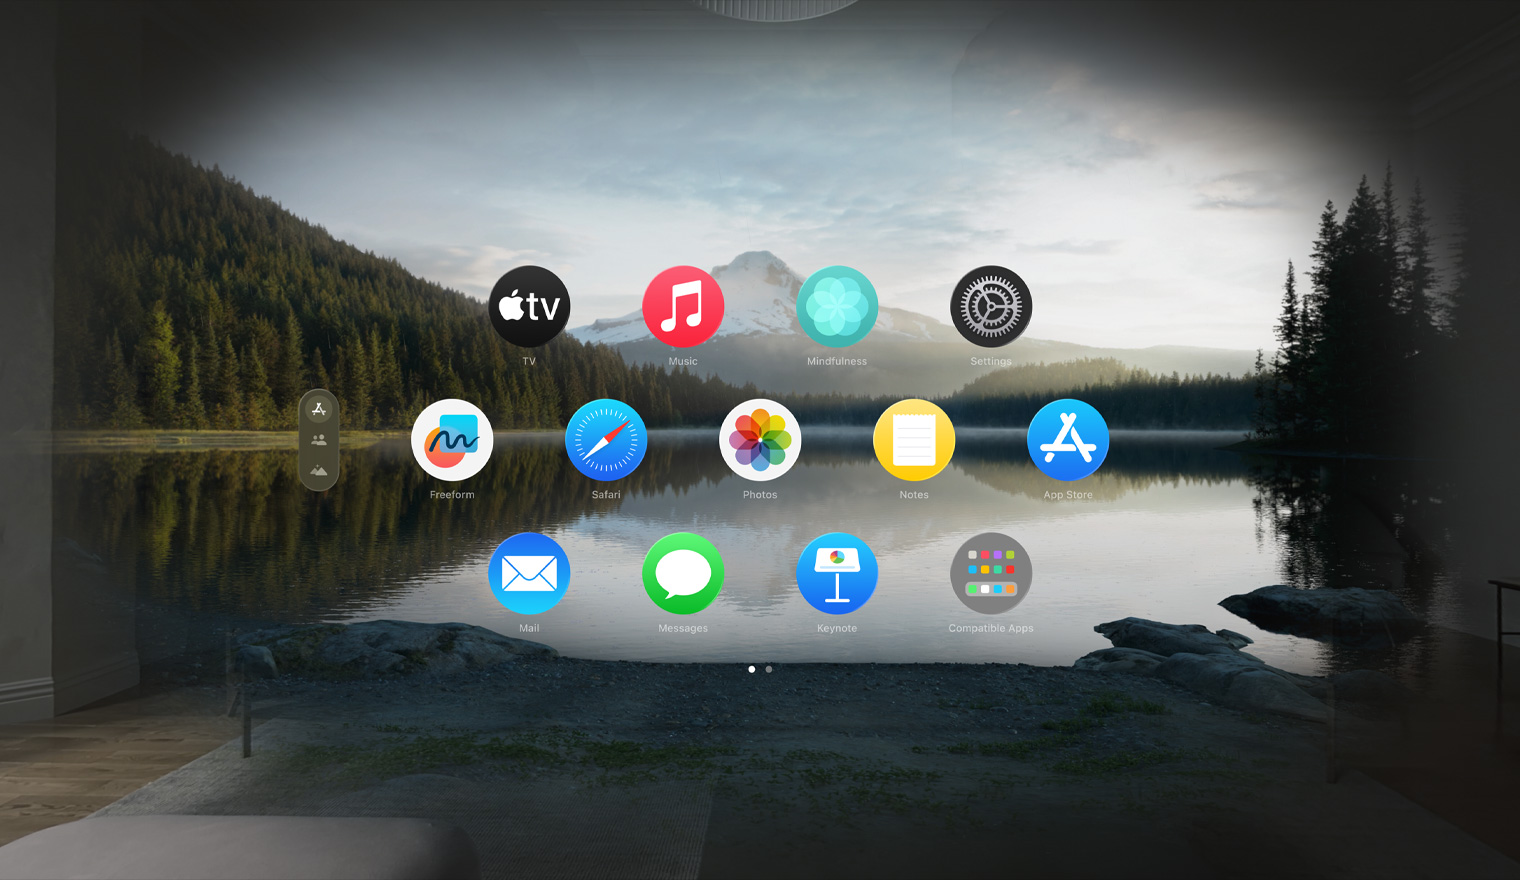 tv
TV
Music
Mindfulness
Settings
Freeform
Safari
Photos
Notes
App Store
Mail
Messages
Keynote
Compatible Apps